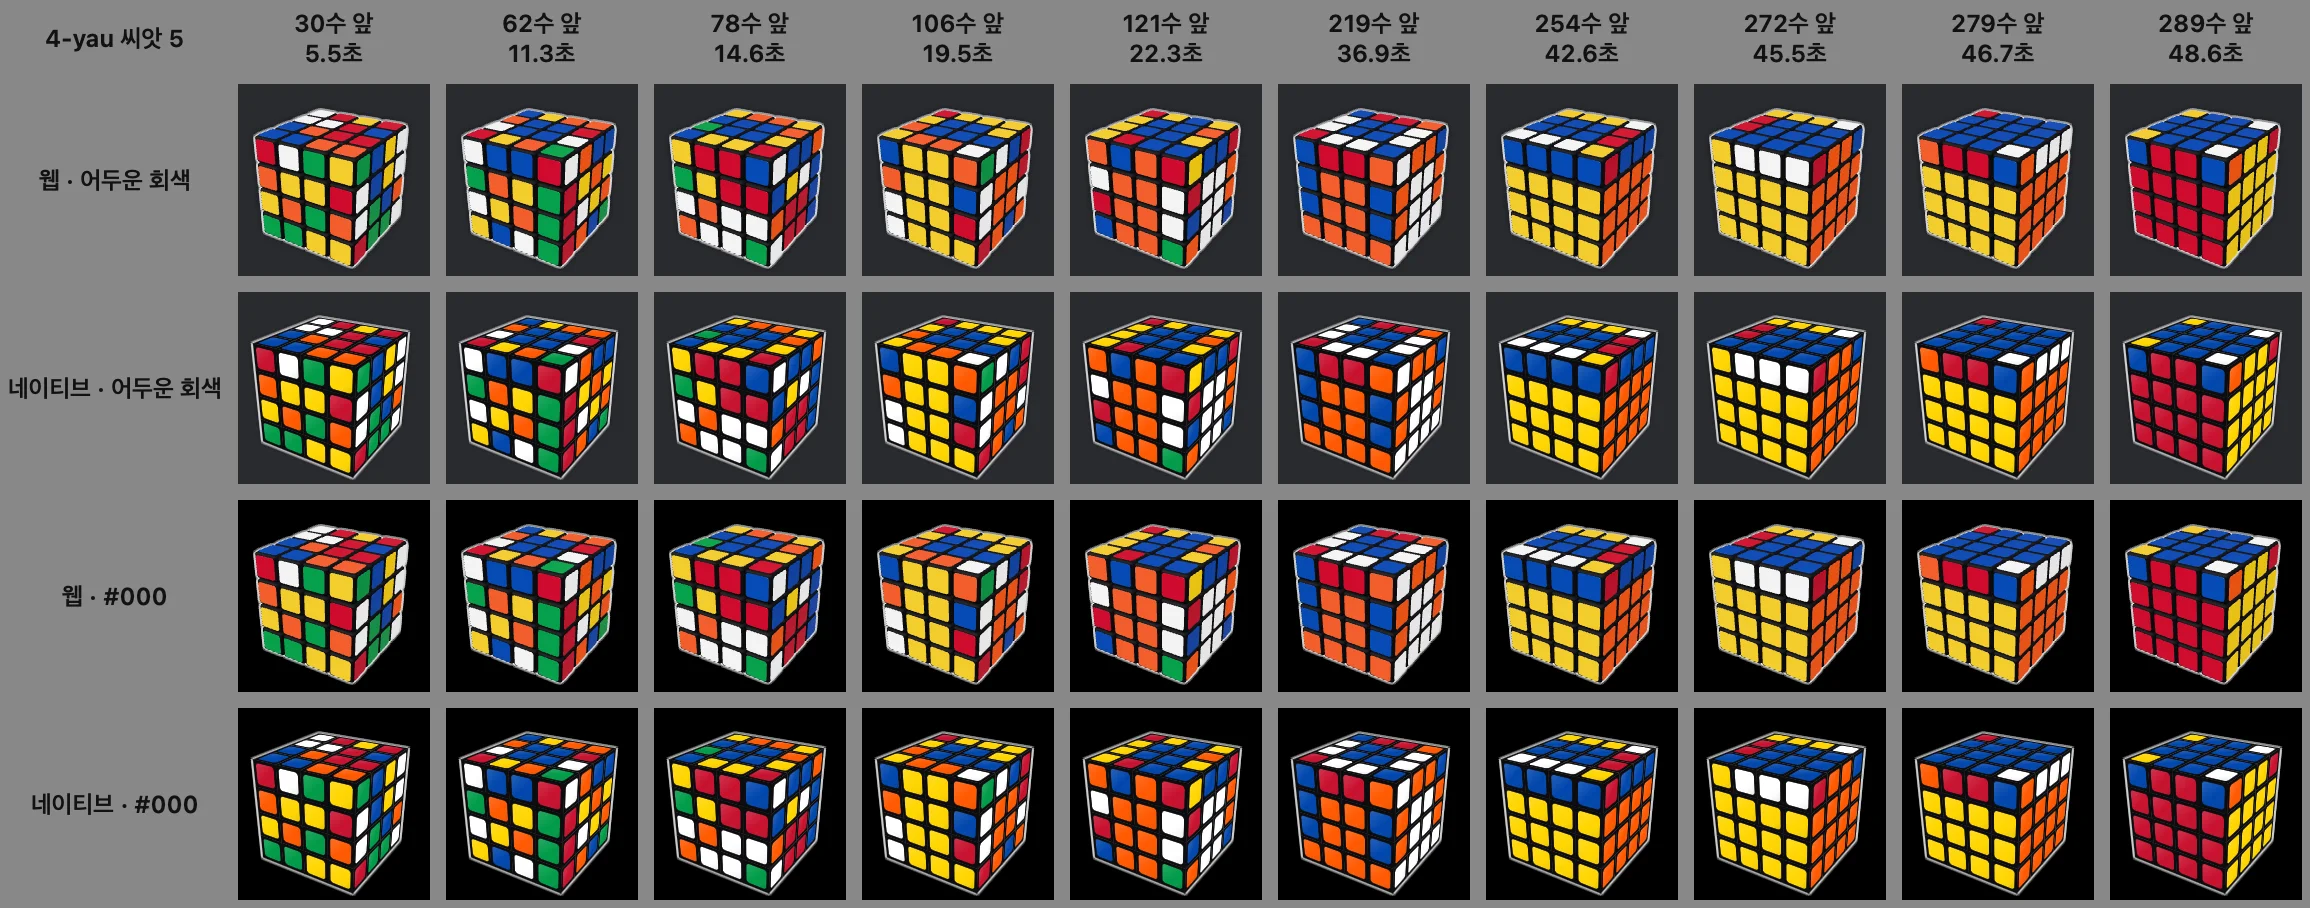 4-yau 씨앗 5
30수 앞
5.5초
62수 앞
11.3초
78수 앞
14.6초
106수 앞
19.5초
121수 앞
22.3초
219수 앞
36.9초
254수 앞
42.6초
272수 앞
45.5초
279수 앞
46.7초
289수 앞
48.6초
웹 · 어두운 회색
네이티브 · 어두운 회색
웹 · #000
네이티브 · #000